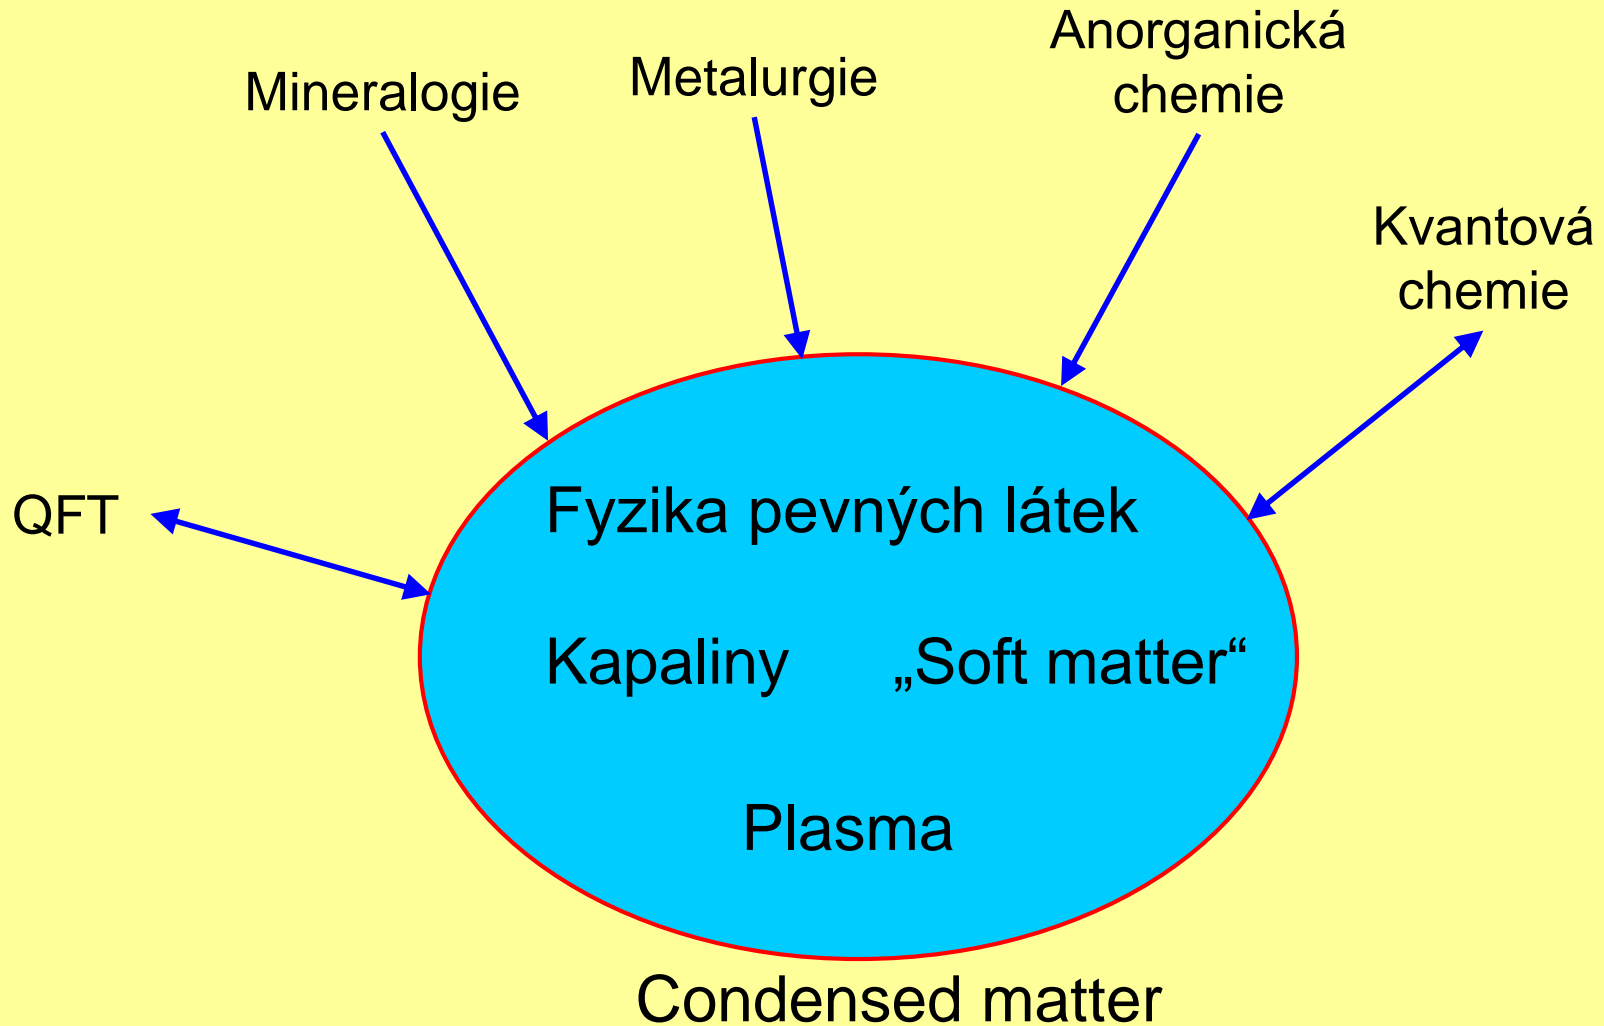 Anorganická
chemie
Metalurgie
Mineralogie
Kvantová
chemie
QFT
Fyzika pevných látek
Kapaliny „Soft matter“
Plasma
Condensed matter